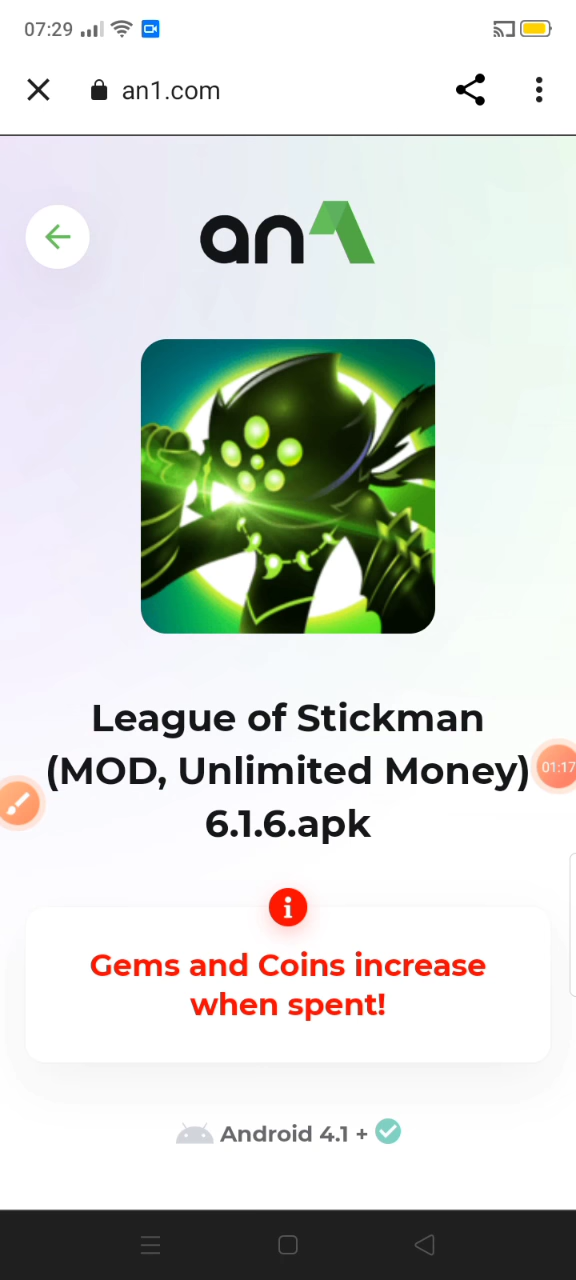 07:29
an1.com
an
League of Stickman
(MOD, Unlimited Money)
01:17
6.1.6.apk
Gems and Coins increase
when spent!
Android 4.1 +